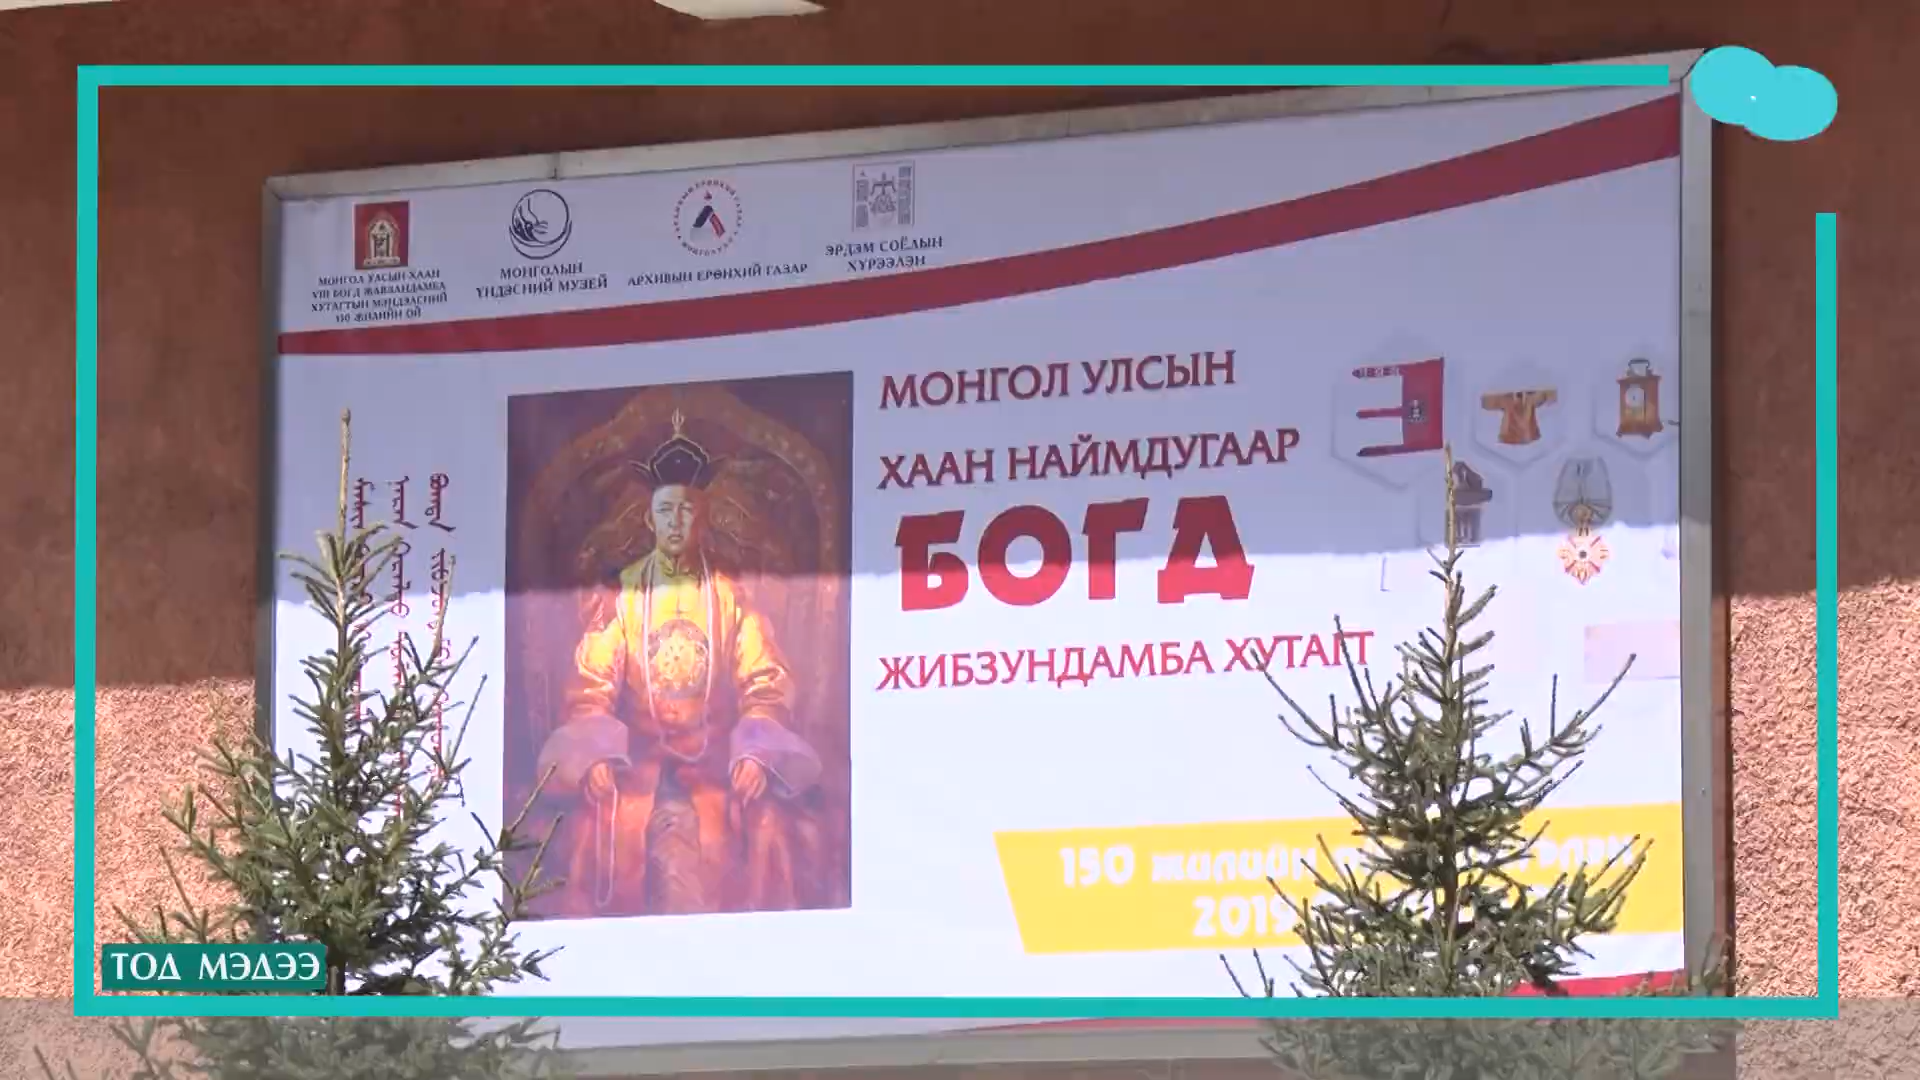 МОНГОЛ УЛСЫН ХААН
VIII БОГД ЖАВЗАНДАМБА
ХУТАГТЫН МЭНДЭЛСНИЙ
150 ЖИЛИЙН ОЙ
МОНГОЛЫН
ҮНДЭСНИЙ МУЗЕЙ
АРХИВЫН ЕРӨНХИЙ ГАЗАР
ЭРДЭМ СОЁЛЫН
ХҮРЭЭЛЭН
МОНГОЛ УЛСЫН
ХААН НАЙМДУГААР
БОГД
ЖИБЗУНДАМБА ХУТАГТ
150 жилийн
2019
ТОД МЭДЭЭ